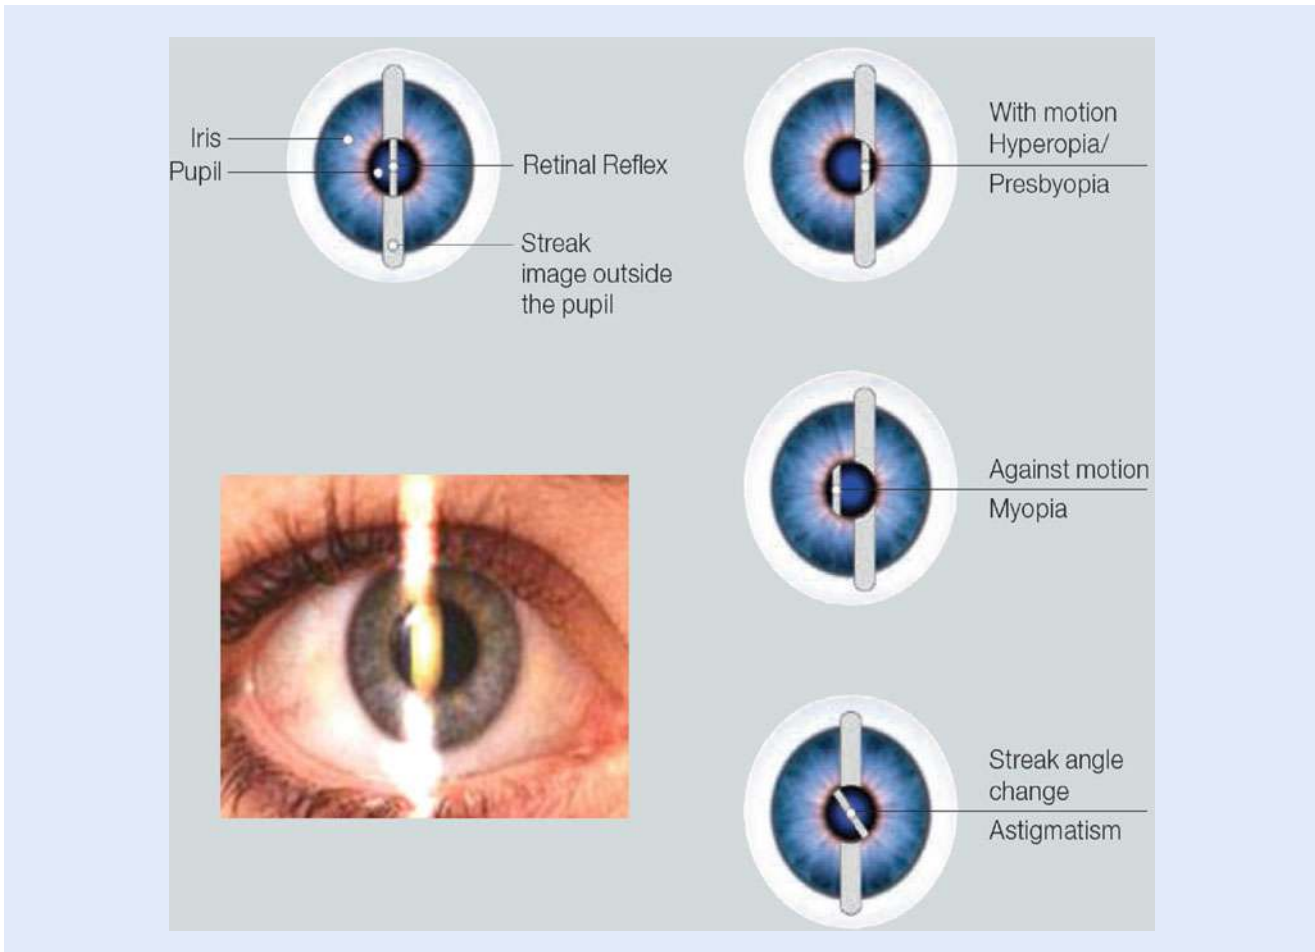 Iris
Pupil
Retinal Reflex
Streak
image outside
the pupil
With motion
Hyperopia/
Presbyopia
Against motion
Myopia
Streak angle
change
Astigmatism